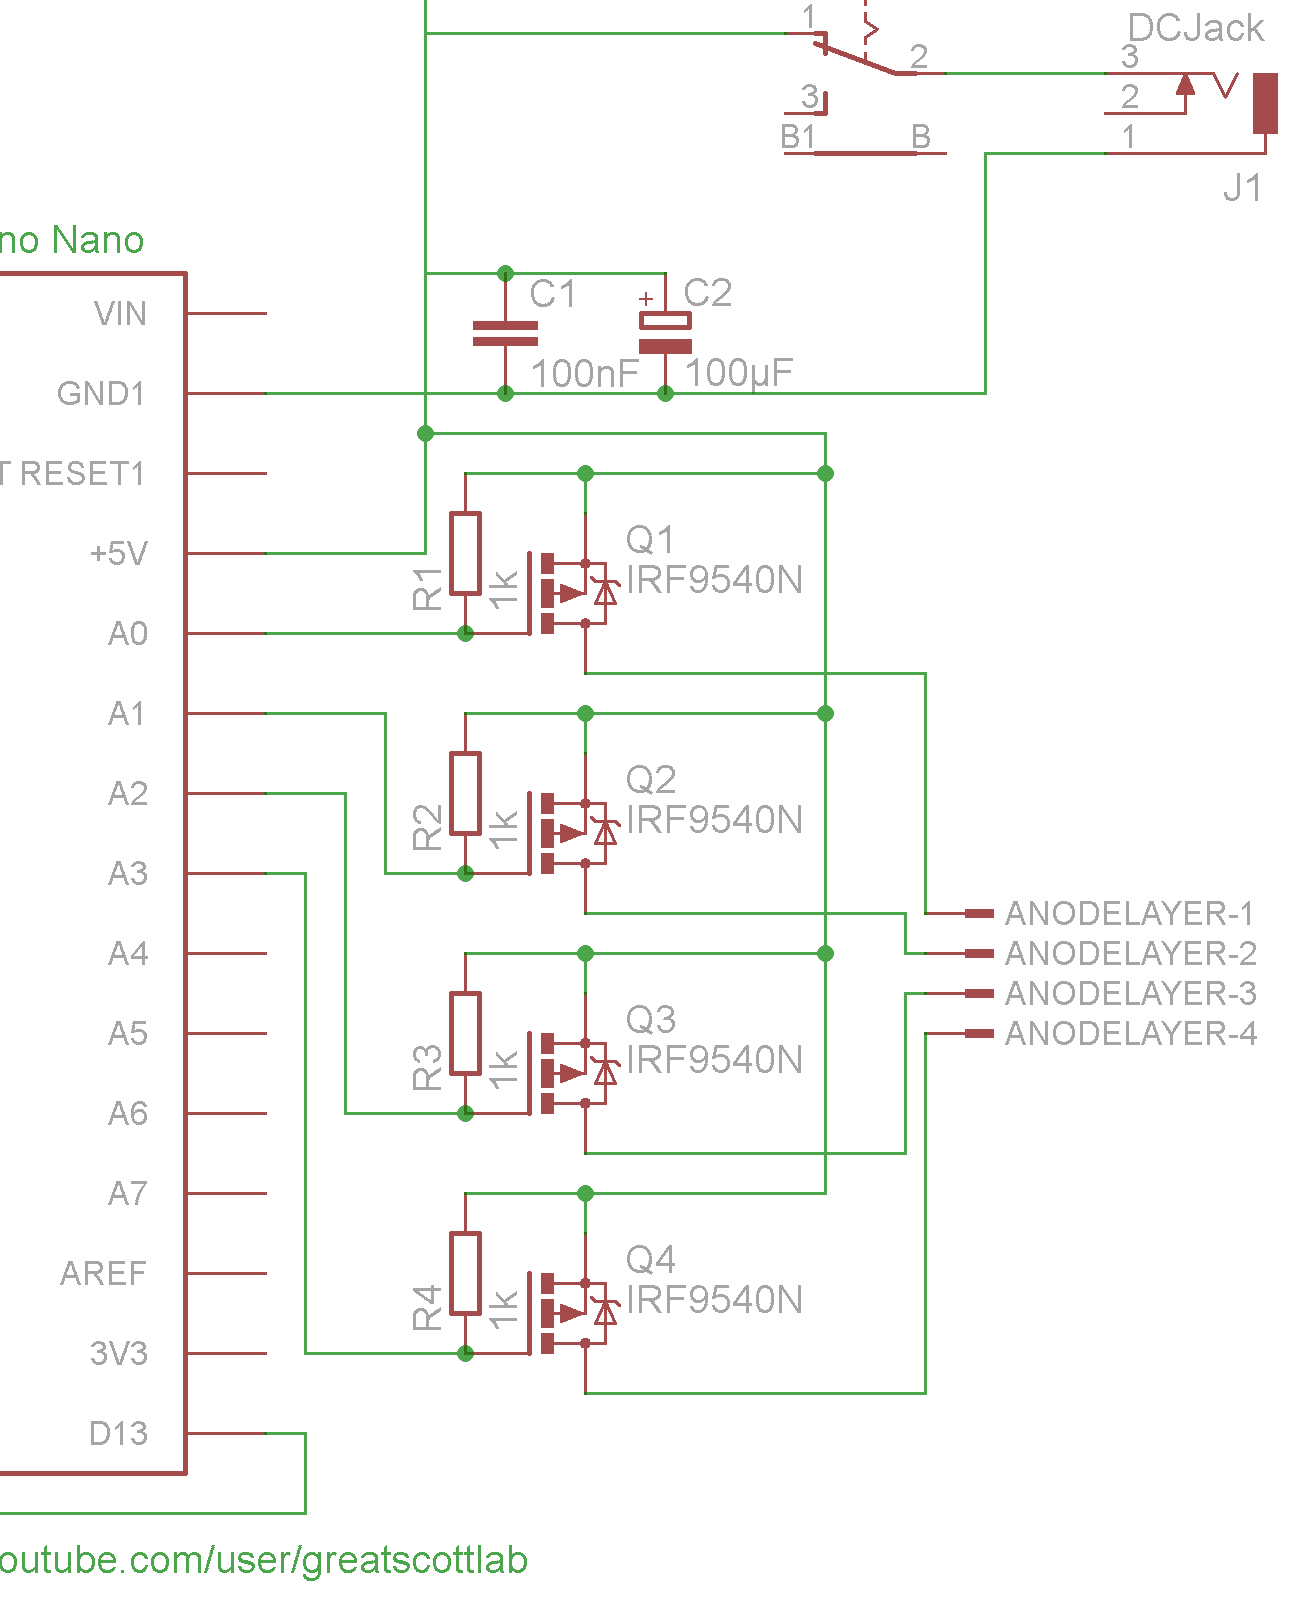 1
DCJack
2
3
3
2
B1
B
1
J1
no Nano
VIN
C1
+
C2
100nF
100µF
GND1
T RESET1
+5V
R1
1k
Q1
IRF9540N
A0
A1
A2
R2
1k
Q2
IRF9540N
A3
ANODELAYER-1
A4
ANODELAYER-2
ANODELAYER-3
A5
ANODELAYER-4
R3
1k
Q3
IRF9540N
A6
A7
AREF
R4
1k
Q4
IRF9540N
3V3
D13
outube.com/user/greatscottlab